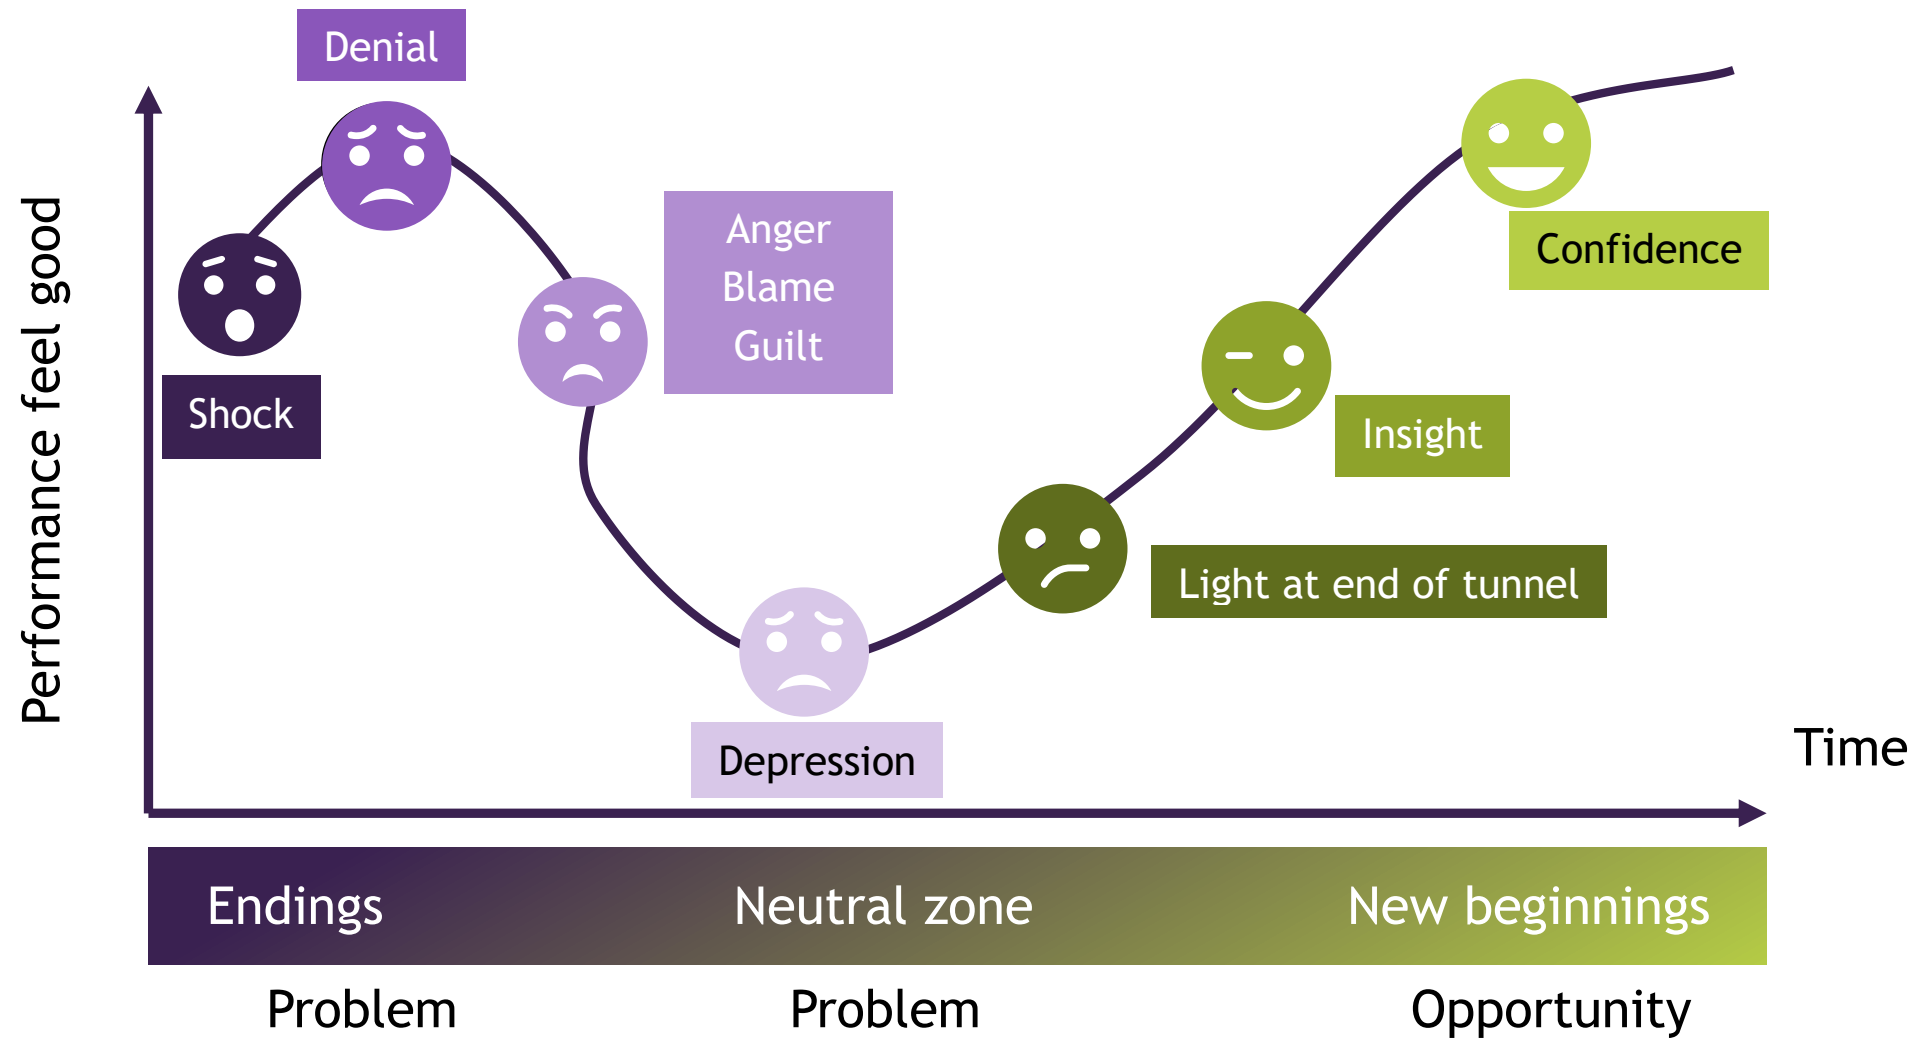 Denial
Performance feel good
Shock
Anger
Blame
Guilt
Confidence
Insight
Light at end of tunnel
Depression
Time
Endings
Neutral zone
New beginnings
Problem
Problem
Opportunity